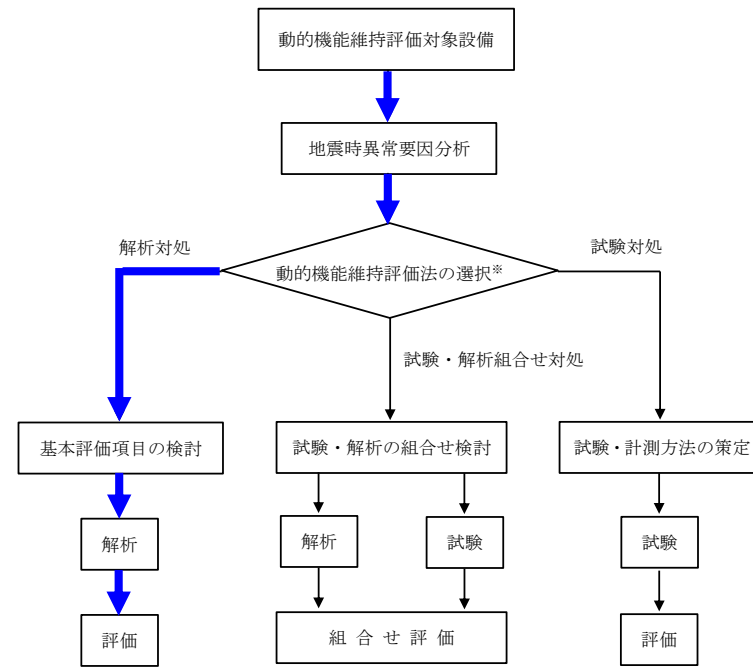 動的機能維持評価対象設備
地震時異常要因分析
解析対処
試験対処
動的機能維持評価法の選択※
試験・解析組合せ対処
基本評価項目の検討
試験・解析の組合せ検討
試験・計測方法の策定
解析
解析
試験
試験
評価
組合せ評価
評価